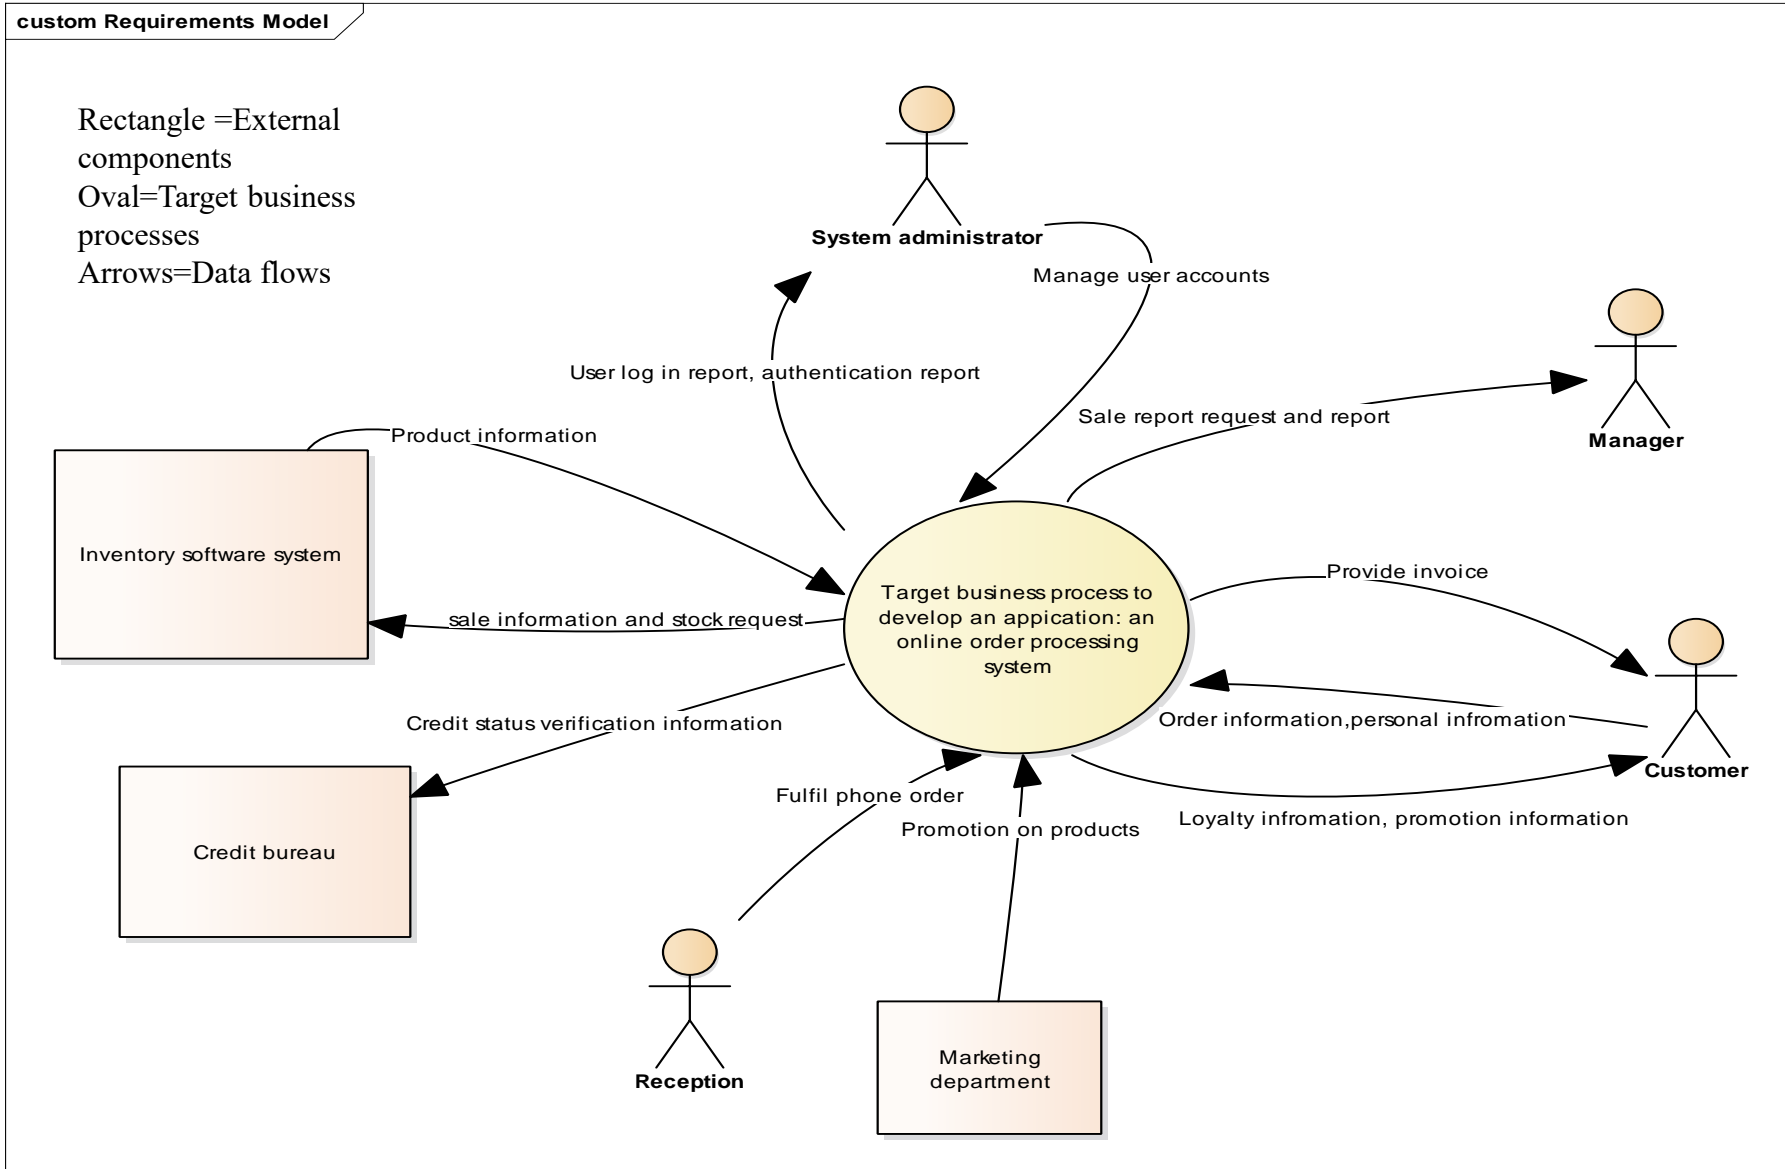 custom Requirements Model
Rectangle =External
components
Oval=Target business
processes
Arrows=Data flows
System administrator
Manage user accounts
User log in report, authentication report
Sale report request and report
Manager
Product information
Inventory software system
sale information and stock request
Target business process to
develop an appication: an
online order processing
system
Provide invoice
Order information,personal infromation
Customer
Credit status verification information
Credit bureau
Fulfil phone order
Promotion on products
Loyalty infromation, promotion information
Reception
Marketing
department